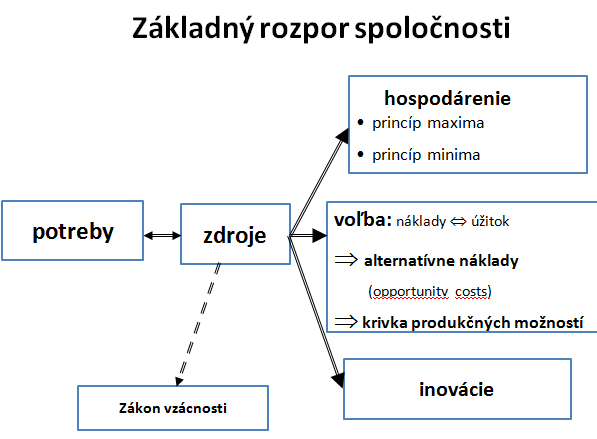 Základný rozpor spoločnosti
hospodárenie
• princíp maxima
• princíp minima
potreby
zdroje
voľba: náklady ⇔ úžitok
⇒ alternatívne náklady
(opportunity costs)
⇒ krivka produkčných možností
inovácie
Zákon vzácnosti